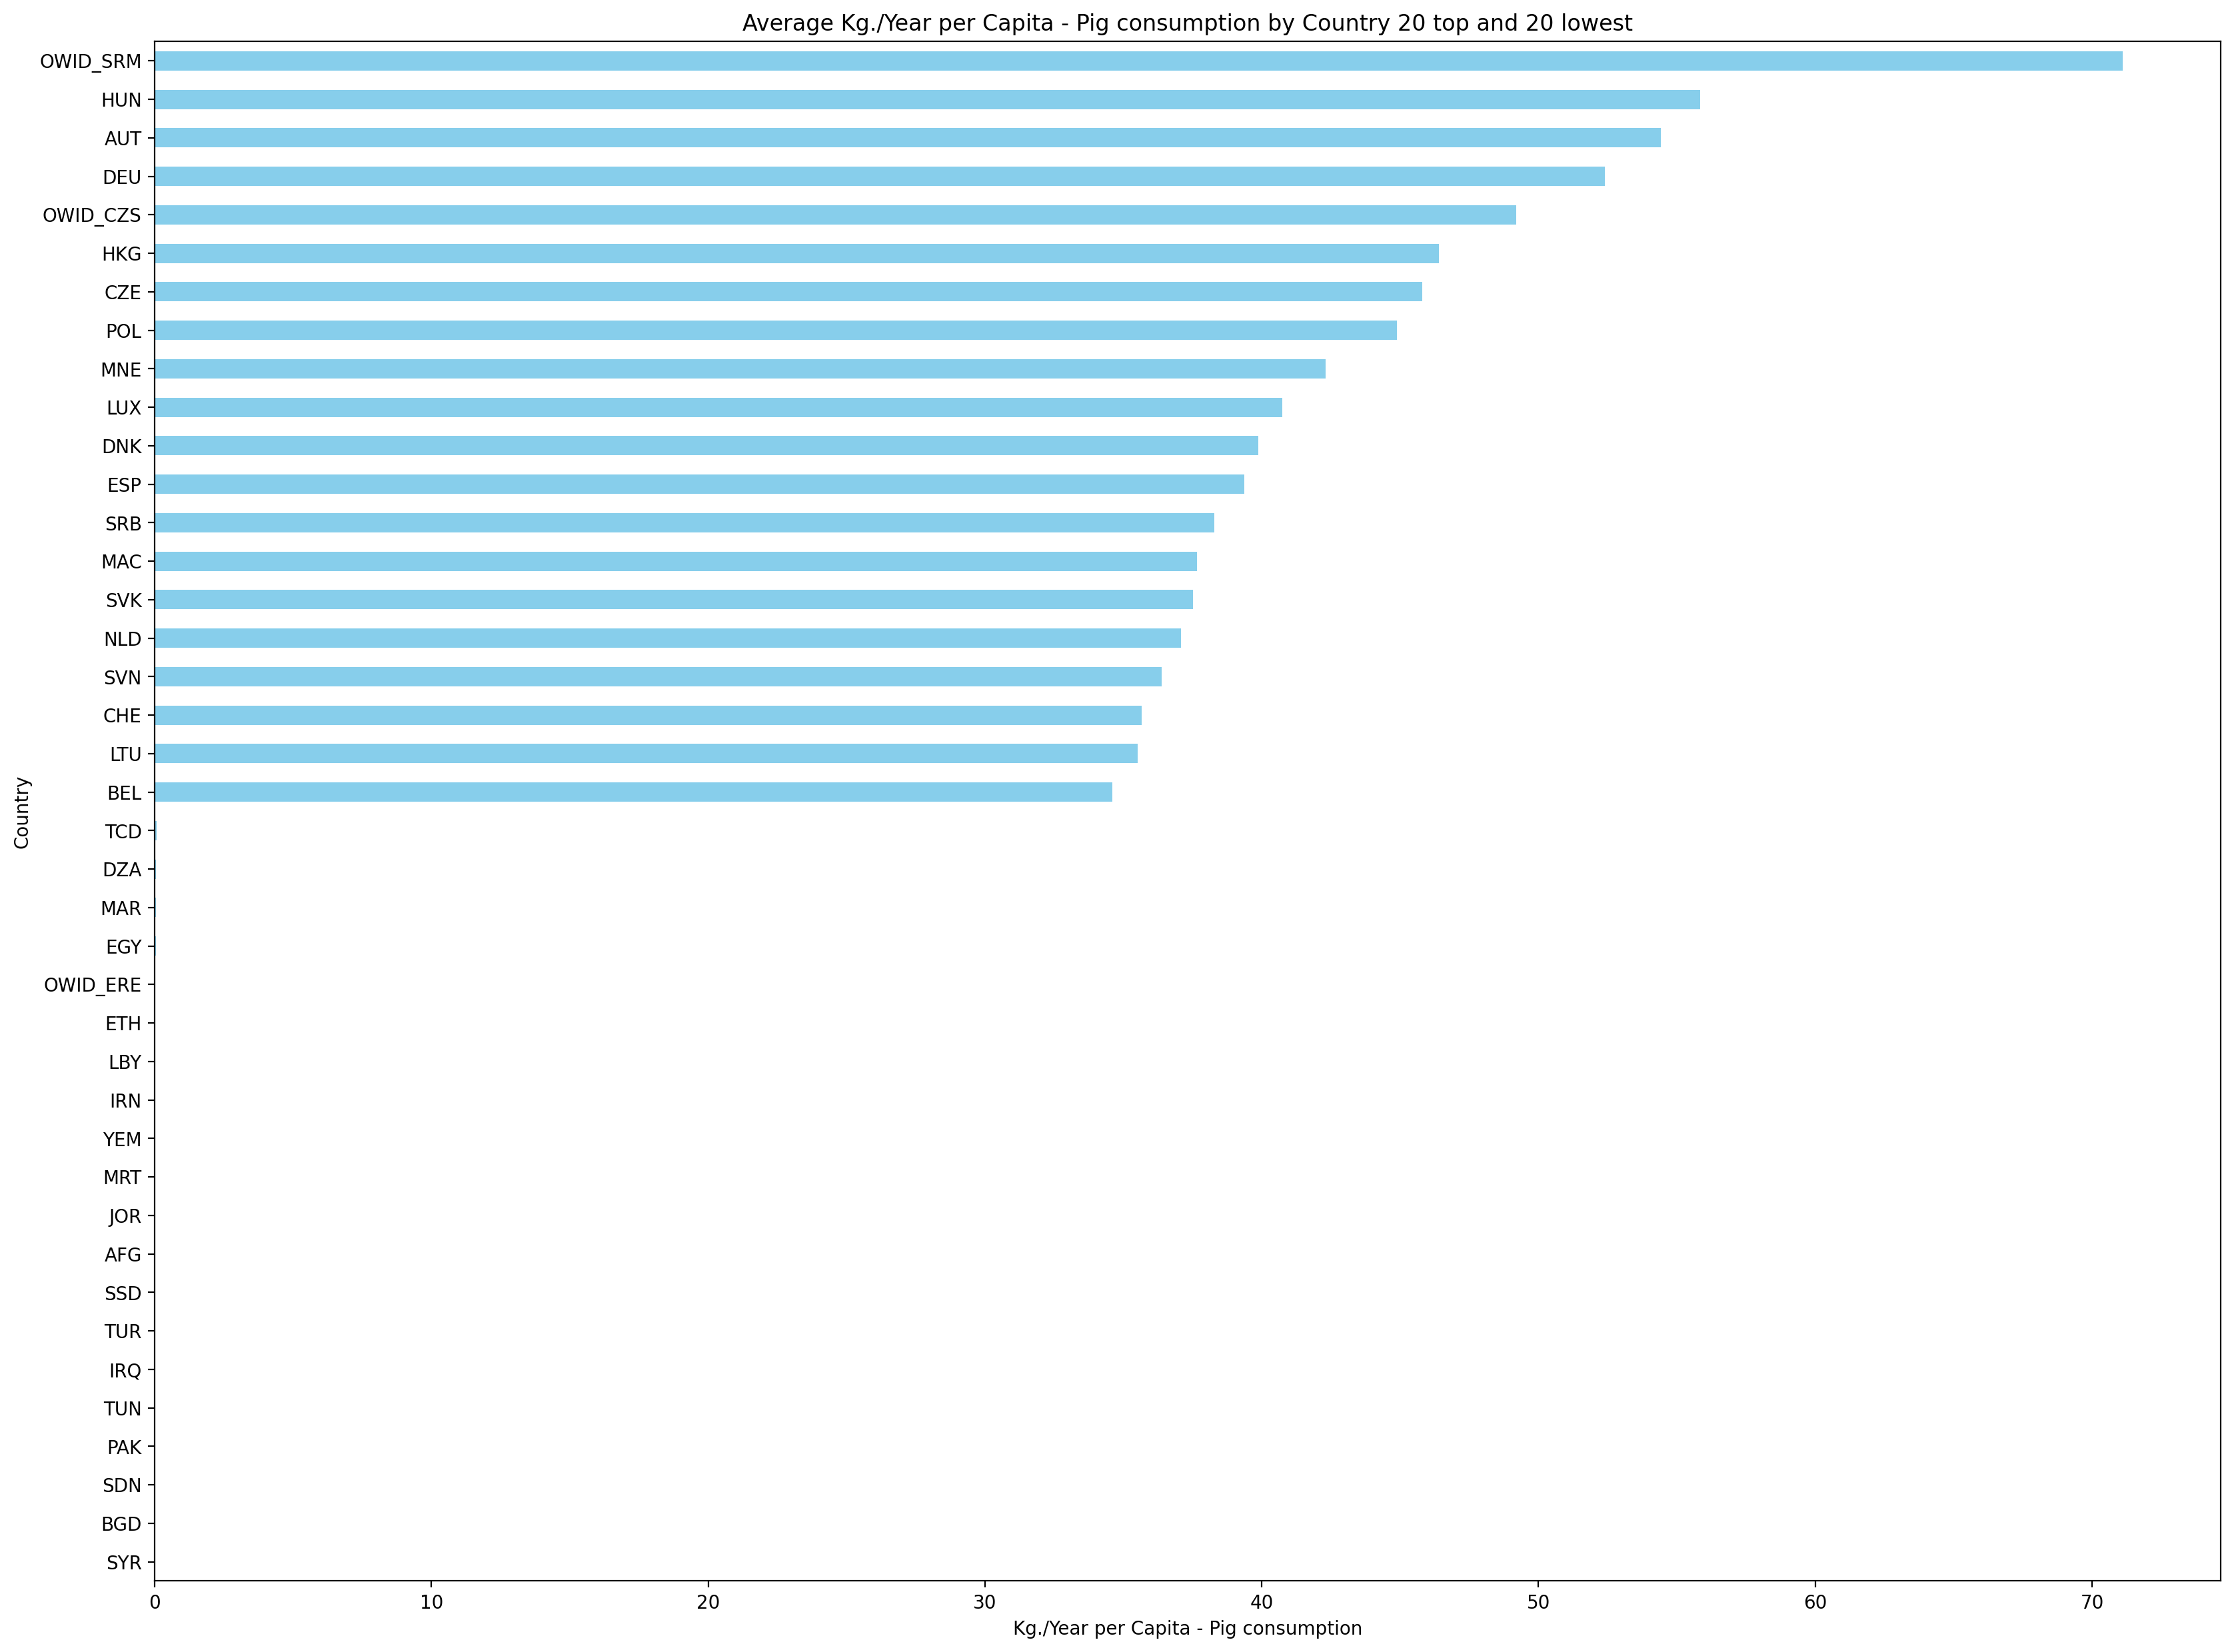 Average Kg./Year per Capita - Pig consumption by Country 20 top and 20 lowest
OWID_SRM
HUN
AUT
DEU
OWID_CZS
HKG
CZE
POL
MNE
LUX
DNK
ESP
SRB
MAC
SVK
NLD
SVN
CHE
LTU
BEL
TCD
DZA
MAR
EGY
OWID_ERE
ETH
LBY
IRN
YEM
MRT
JOR
AFG
SSD
TUR
IRQ
TUN
PAK
SDN
BGD
SYR
Country
0 10 20 30 40 50 60 70
Kg./Year per Capita - Pig consumption